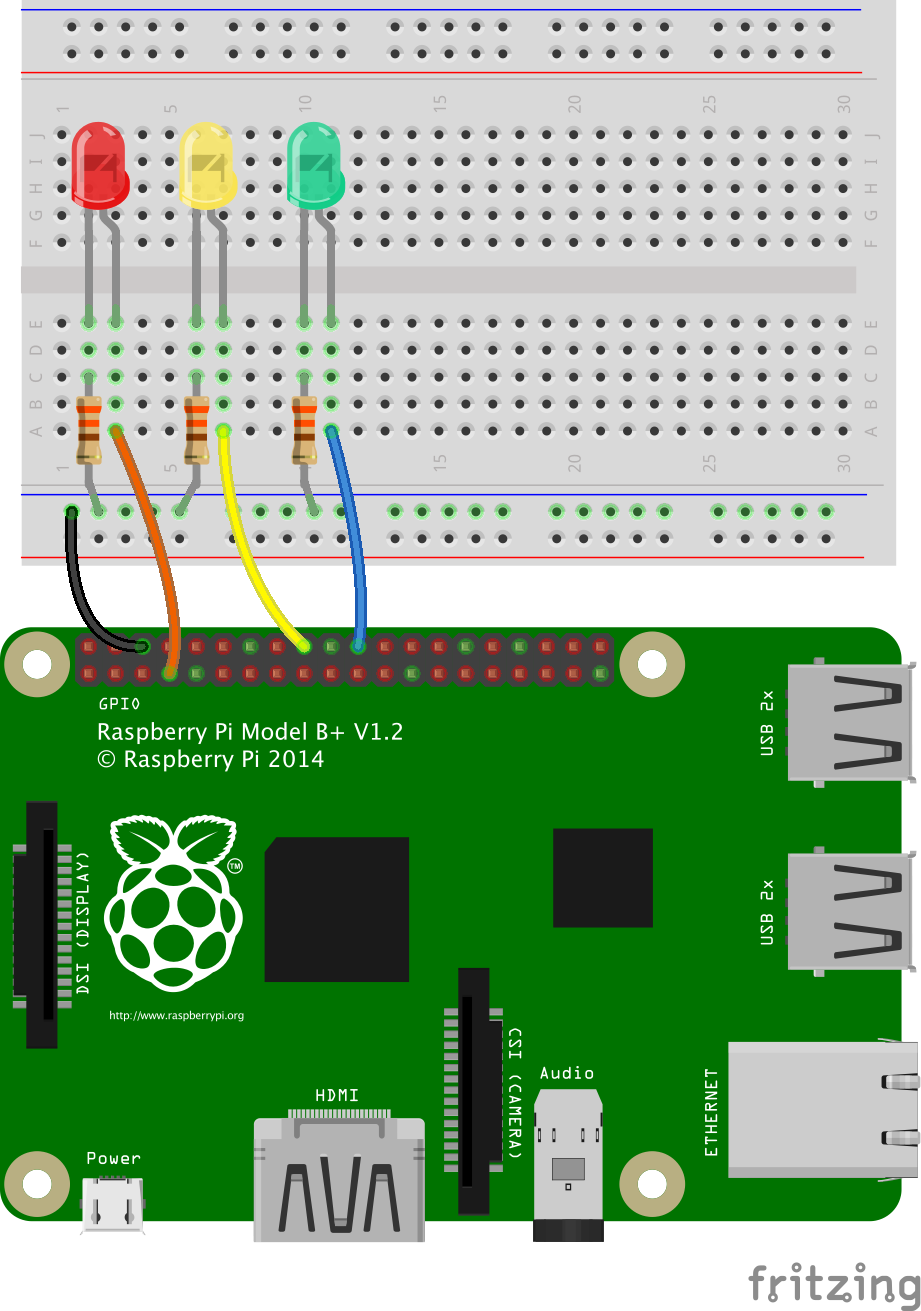 1 5 10 15 20 25 30
J J
I I
H H
G G
F F
E E
D D
C C
B B
A A
1 5 15 20 25 30
GPIO
Raspberry Pi Model B+ V1.2
© Raspberry Pi 2014
USB 2x
DSI (DISPLAY)
TM
USB 2x
http://www.raspberrypi.org
CSI (CAMERA)
Audio
ETHERNET
HDMI
Power
fritzing